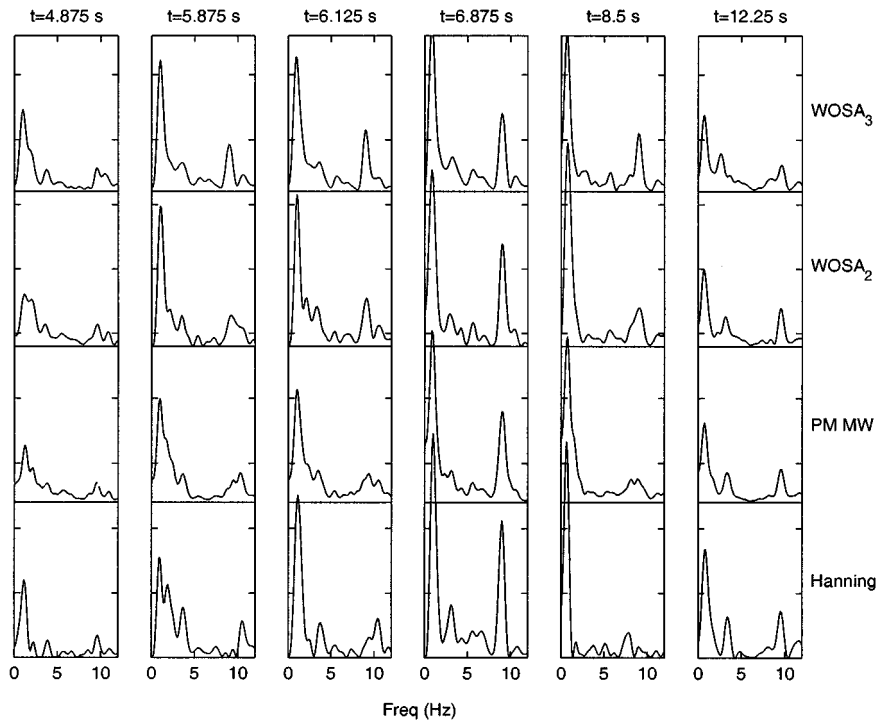 t=4.875 s t=5.875 s t=6.125 s t=6.875 s t=8.5 s t=12.25 s
WOSA3
WOSA2
PM MW
Hanning
0 5 10 0 5 10 0 5 10 0 5 10 0 5 10 0 5 10
Freq (Hz)